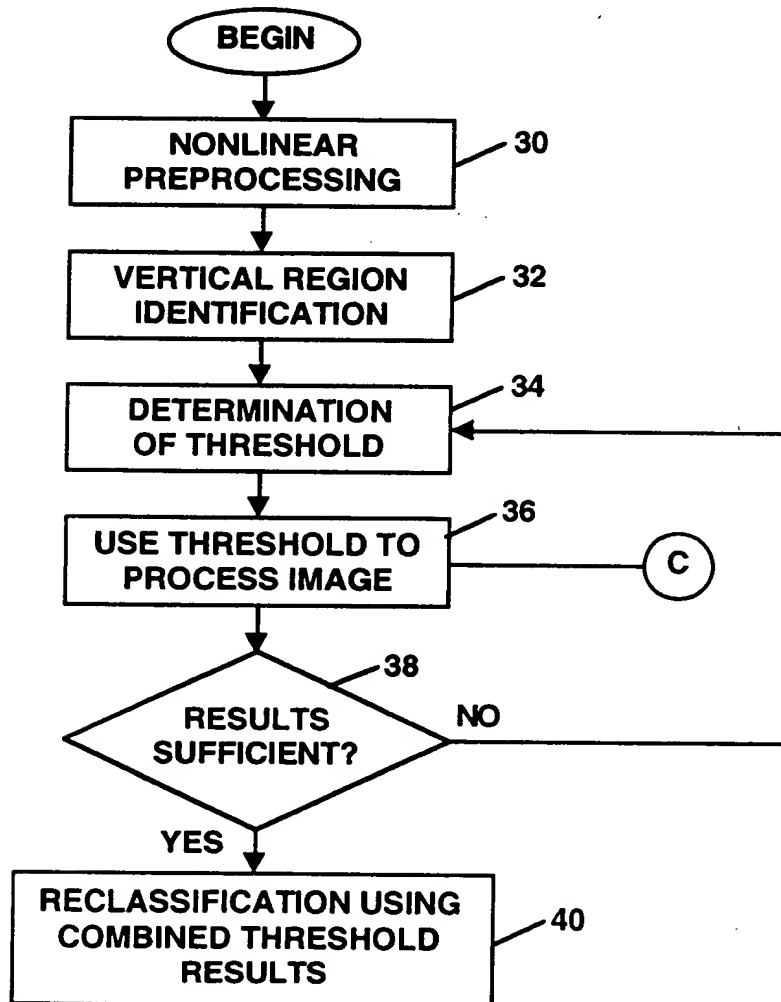 BEGIN
NONLINEAR
PREPROCESSING
30
VERTICAL REGION
IDENTIFICATION
32
DETERMINATION
OF THRESHOLD
34
USE THRESHOLD TO
PROCESS IMAGE
36
C
RESULTS
SUFFICIENT?
38
NO
YES
RECLASSIFICATION USING
COMBINED THRESHOLD
RESULTS
40